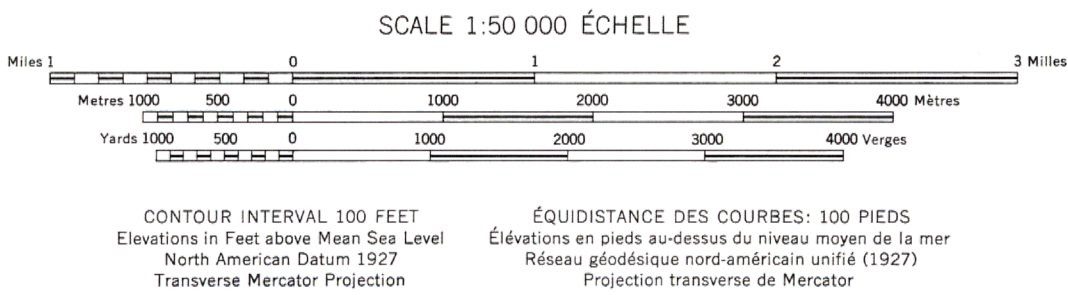 SCALE 1:50 000 ÉCHELLE
Miles 1 0 1 2 3 Milles
Metres 1000 500 0 1000 2000 3000 4000 Mètres
Yards 1000 500 0 1000 2000 3000 4000 Verges
CONTOUR INTERVAL 100 FEET
Elevations in Feet above Mean Sea Level
North American Datum 1927
Transverse Mercator Projection
ÉQUIDISTANCE DES COURBES: 100 PIEDS
Élévations en pieds au-dessus du niveau moyen de la mer
Réseau géodésique nord-américain unifié (1927)
Projection transverse de Mercator